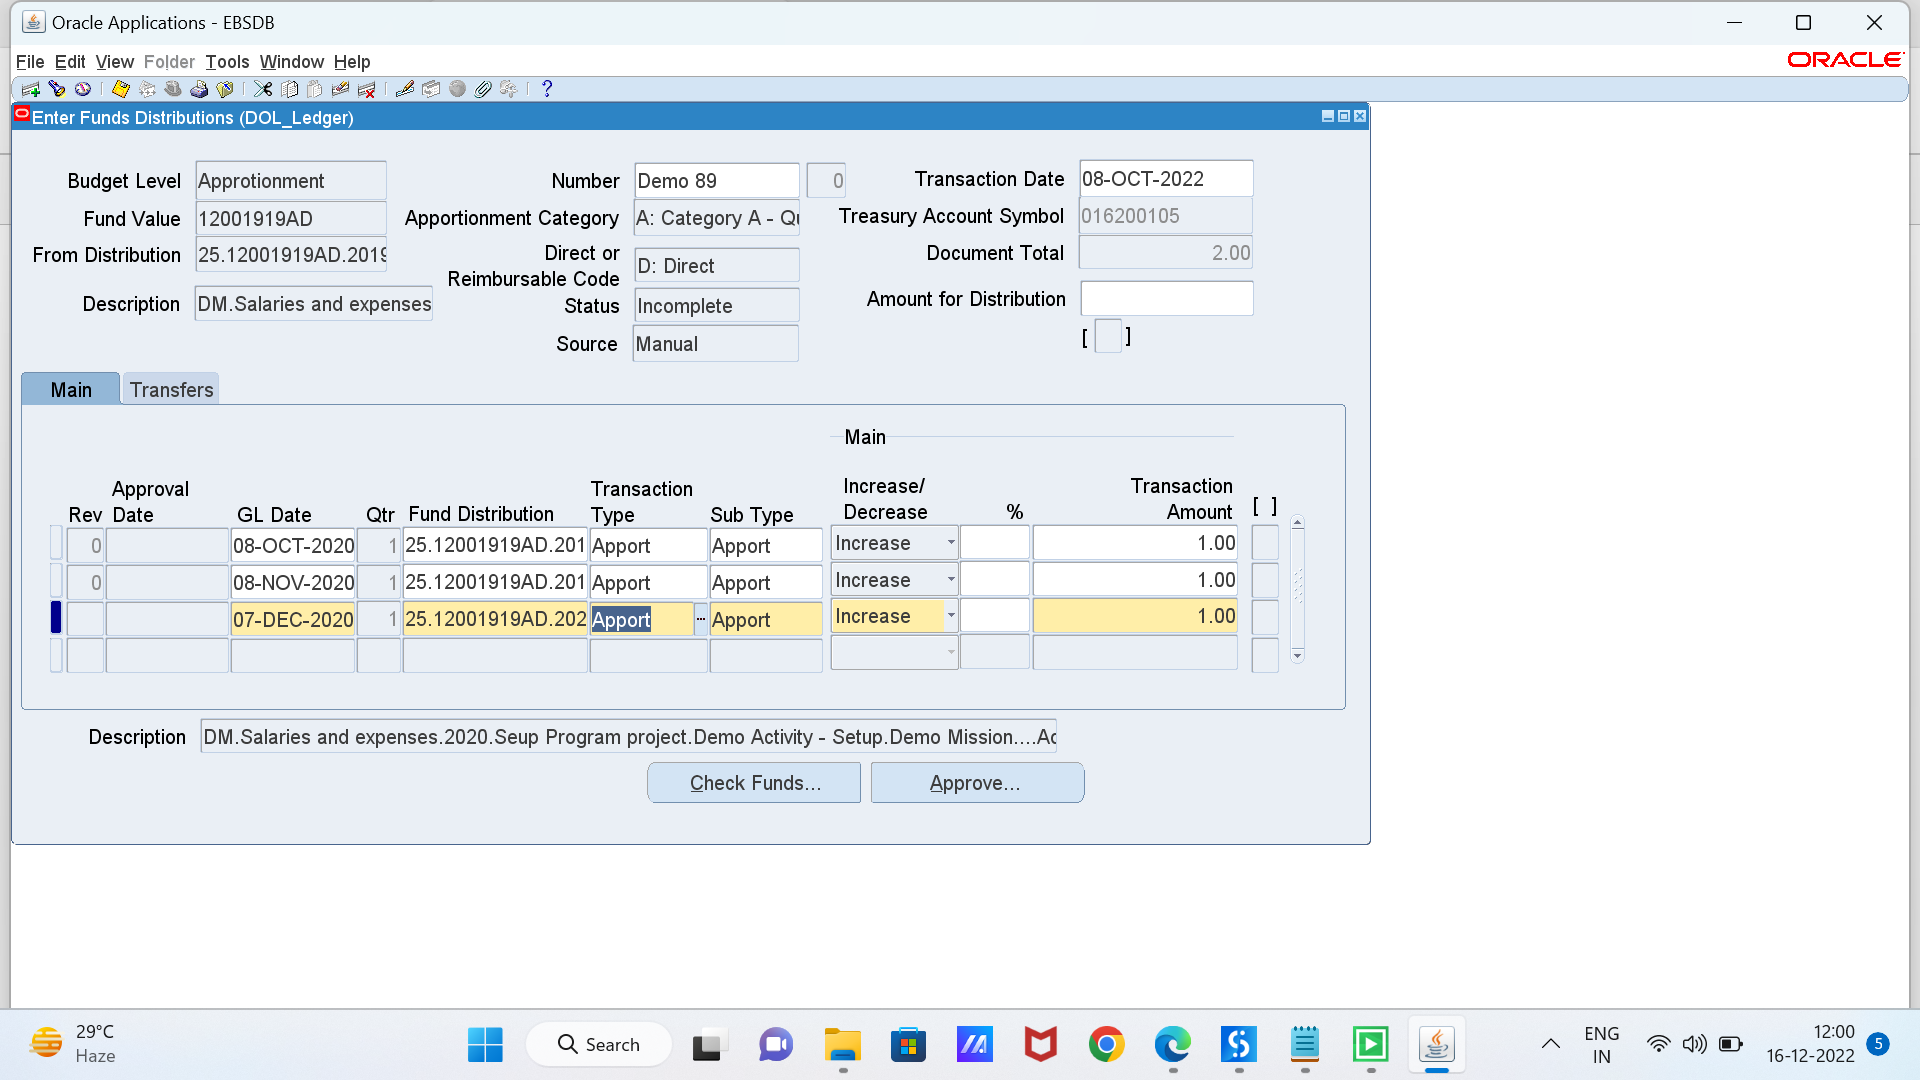 Oracle Applications - EBSDB
File Edit View Folder Tools Window Help
ORACLE
Enter Funds Distributions (DOL_Ledger)
Budget Level Approtionment
Number Demo 89 0
Transaction Date 08-OCT-2022
Fund Value 12001919AD
Apportionment Category A: Category A - Qu
Treasury Account Symbol 016200105
From Distribution 25.12001919AD.2019
Direct or Reimbursable Code D: Direct
Document Total 2.00
Description DM.Salaries and expenses
Status Incomplete
Amount for Distribution
[ ]
Source Manual
Main Transfers
Main
Rev Approval Date GL Date Qtr Fund Distribution Transaction Type Sub Type Increase/ Decrease % Transaction Amount [ ]
0 08-OCT-2020 1 25.12001919AD.201 Apport Apport Increase 1.00
0 08-NOV-2020 1 25.12001919AD.201 Apport Apport Increase 1.00
07-DEC-2020 1 25.12001919AD.202 Apport ... Apport Increase 1.00
Description DM.Salaries and expenses.2020.Seup Program project.Demo Activity - Setup.Demo Mission....Ac
Check Funds... Approve...
29°C
Haze
Search
ENG
IN
12:00
16-12-2022
5